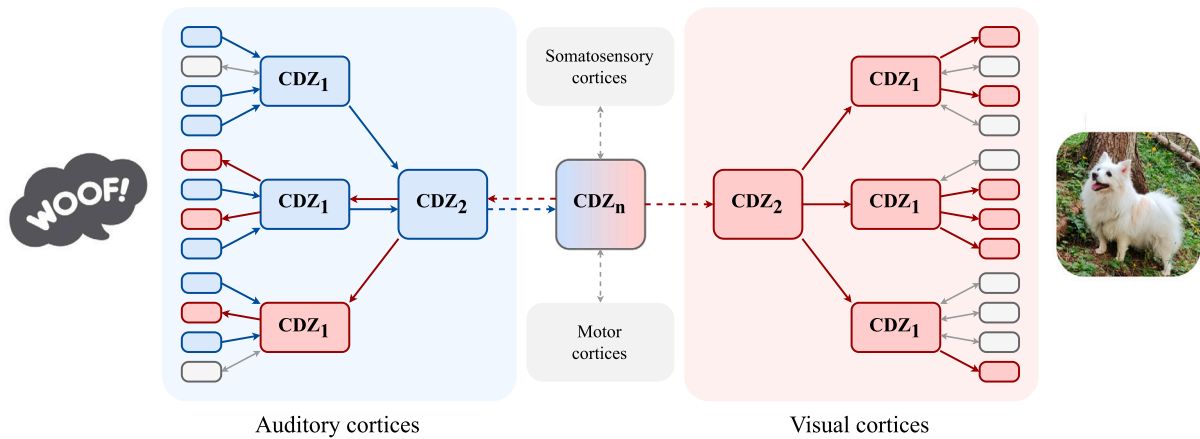 WOOF!
CDZ1
CDZ1
CDZ2
CDZ1
Somatosensory
cortices
CDZn
Motor
cortices
CDZ1
CDZ2
CDZ1
CDZ1
Auditory cortices
Visual cortices